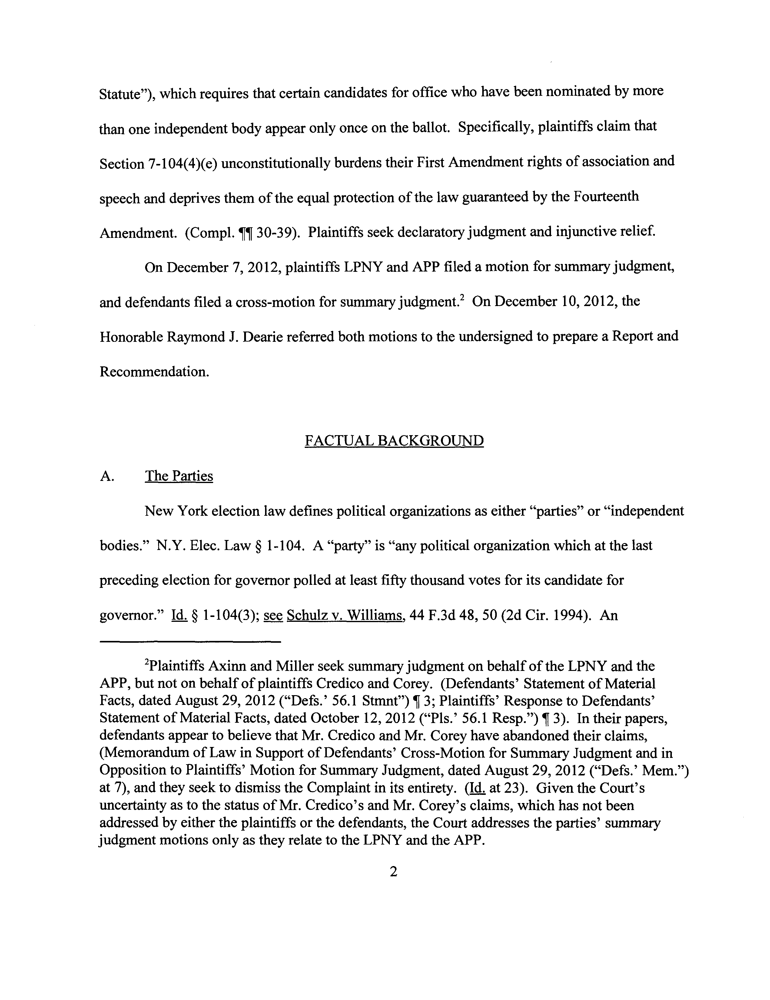 Statute”), which requires that certain candidates for office who have been nominated by more
than one independent body appear only once on the ballot. Specifically, plaintiffs claim that
Section 7-104(4)(e) unconstitutionally burdens their First Amendment rights of association and
speech and deprives them of the equal protection of the law guaranteed by the Fourteenth
Amendment. (Compl. ¶¶ 30-39). Plaintiffs seek declaratory judgment and injunctive relief.
On December 7, 2012, plaintiffs LPNY and APP filed a motion for summary judgment,
and defendants filed a cross-motion for summary judgment.² On December 10, 2012, the
Honorable Raymond J. Dearie referred both motions to the undersigned to prepare a Report and
Recommendation.
FACTUAL BACKGROUND
A. The Parties
New York election law defines political organizations as either “parties” or “independent
bodies.” N.Y. Elec. Law § 1-104. A “party” is “any political organization which at the last
preceding election for governor polled at least fifty thousand votes for its candidate for
governor.” Id. § 1-104(3); see Schulz v. Williams, 44 F.3d 48, 50 (2d Cir. 1994). An
²Plaintiffs Axinn and Miller seek summary judgment on behalf of the LPNY and the
APP, but not on behalf of plaintiffs Credico and Corey. (Defendants’ Statement of Material
Facts, dated August 29, 2012 (“Defs.’ 56.1 Stmnt”) ¶ 3; Plaintiffs’ Response to Defendants’
Statement of Material Facts, dated October 12, 2012 (“Pls.’ 56.1 Resp.”) ¶ 3). In their papers,
defendants appear to believe that Mr. Credico and Mr. Corey have abandoned their claims,
(Memorandum of Law in Support of Defendants’ Cross-Motion for Summary Judgment and in
Opposition to Plaintiffs’ Motion for Summary Judgment, dated August 29, 2012 (“Defs.’ Mem.”)
at 7), and they seek to dismiss the Complaint in its entirety. (Id. at 23). Given the Court’s
uncertainty as to the status of Mr. Credico’s and Mr. Corey’s claims, which has not been
addressed by either the plaintiffs or the defendants, the Court addresses the parties’ summary
judgment motions only as they relate to the LPNY and the APP.
2